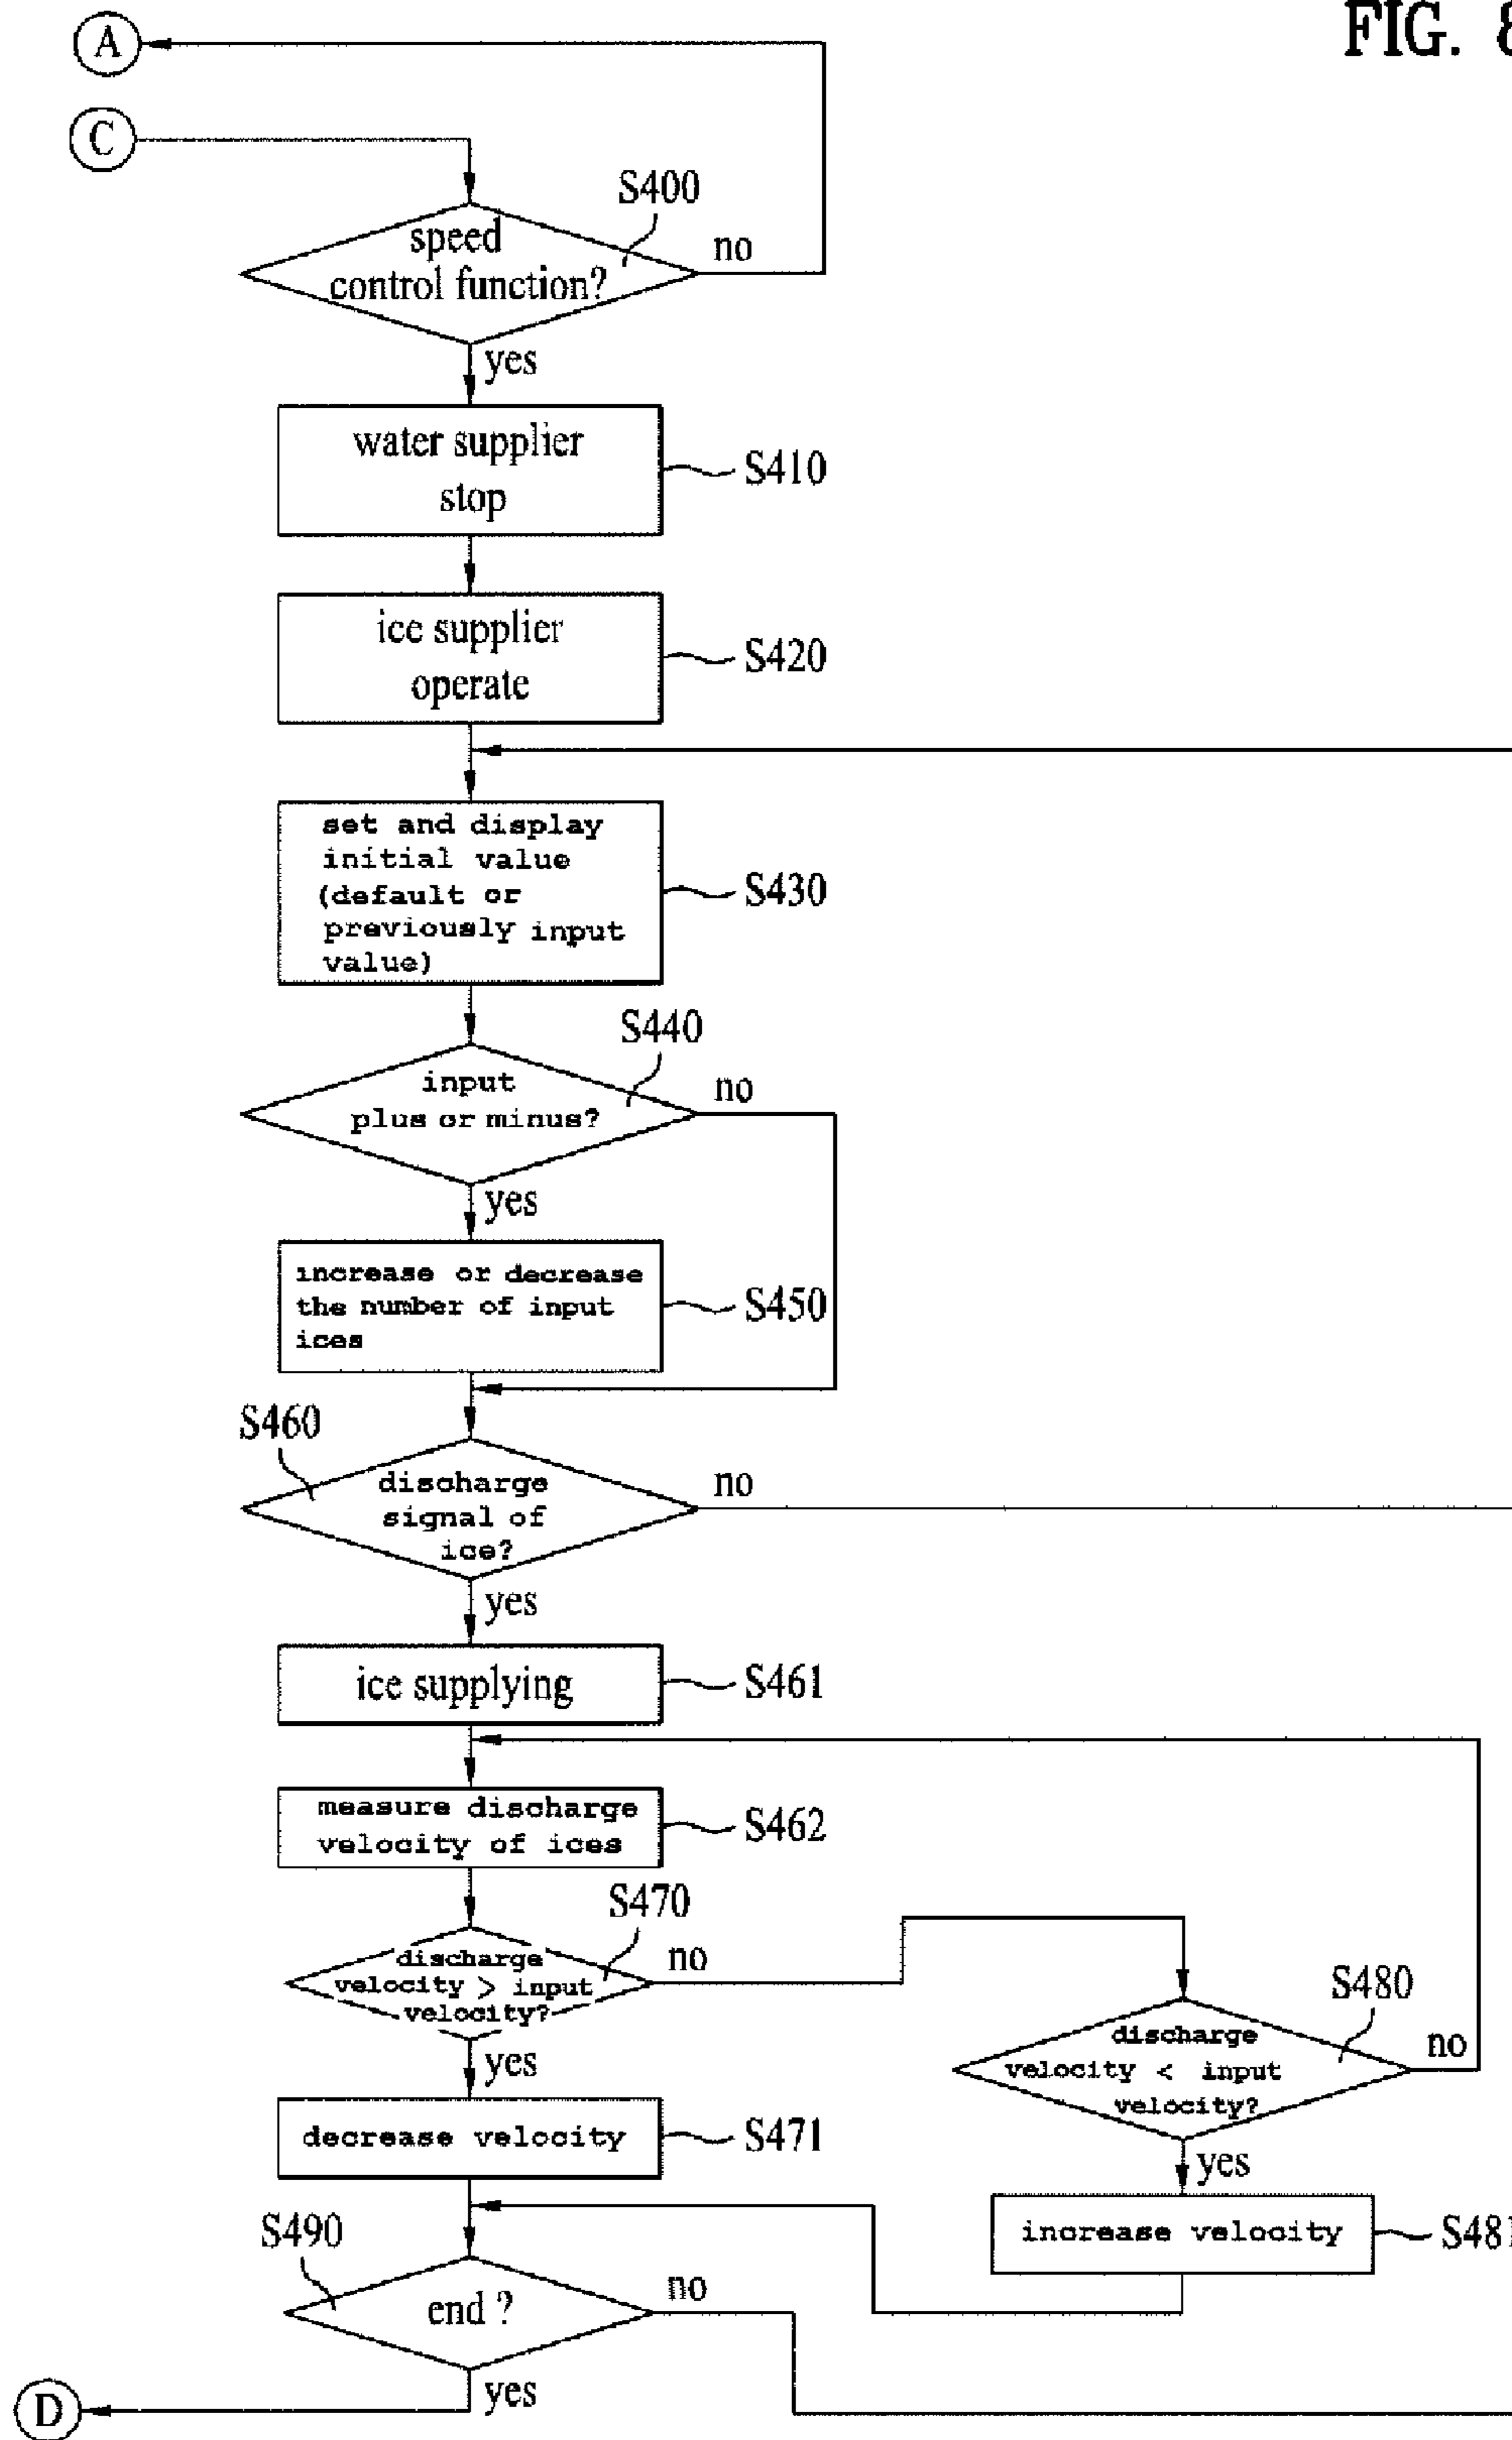 FIG. 8
A
C
S400
speed
control function?
no
yes
water supplier
stop
S410
ice supplier
operate
S420
set and display
initial value
(default or
previously input
value)
S430
S440
input
plus or minus?
no
yes
increase or decrease
the number of input
ices
S450
S460
discharge
signal of
ice?
no
yes
ice supplying
S461
measure discharge
velocity of ices
S462
S470
discharge
velocity > input
velocity?
no
yes
S480
discharge
velocity < input
velocity?
no
yes
decrease velocity
S471
increase velocity
S481
S490
end ?
no
yes
D